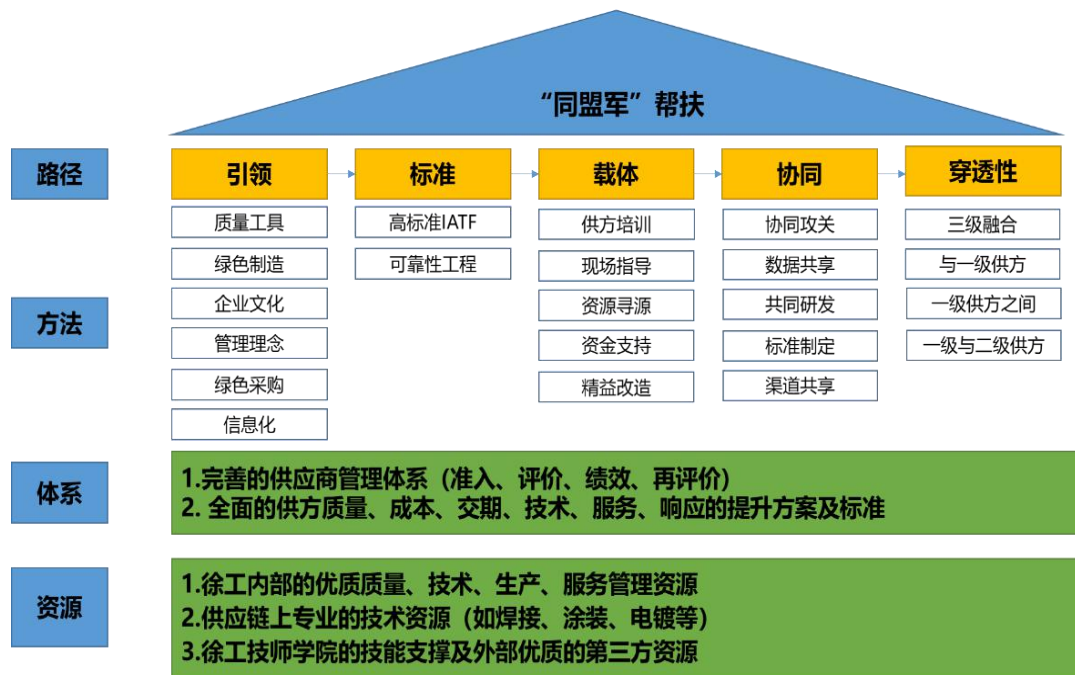 “同盟军”帮扶
路径
引领
标准
载体
协同
穿透性
方法
质量工具
绿色制造
企业文化
管理理念
绿色采购
信息化
高标准IATF
可靠性工程
供方培训
现场指导
资源寻源
资金支持
精益改造
协同攻关
数据共享
共同研发
标准制定
渠道共享
三级融合
与一级供方
一级供方之间
一级与二级供方
体系
1.完善的供应商管理体系（准入、评价、绩效、再评价）
2. 全面的供方质量、成本、交期、技术、服务、响应的提升方案及标准
资源
1.徐工内部的优质质量、技术、生产、服务管理资源
2.供应链上专业的技术资源（如焊接、涂装、电镀等）
3.徐工技师学院的技能支撑及外部优质的第三方资源